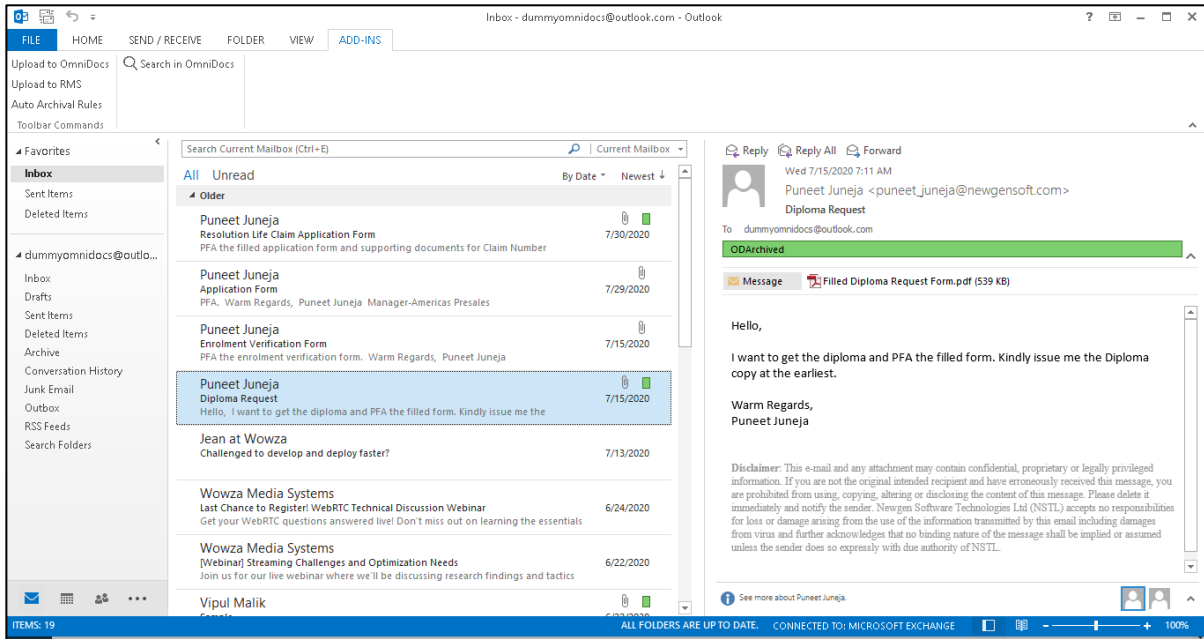 Inbox - dummyomnidocs@outlook.com - Outlook
FILE HOME SEND / RECEIVE FOLDER VIEW ADD-INS
Upload to OmniDocs Search in OmniDocs
Upload to RMS
Auto Archival Rules
Toolbar Commands
Favorites
Inbox
Sent Items
Deleted Items
dummyomnidocs@outlo...
Inbox
Drafts
Sent Items
Deleted Items
Archive
Conversation History
Junk Email
Outbox
RSS Feeds
Search Folders
Search Current Mailbox (Ctrl+E) Current Mailbox
All Unread By Date Newest ↓
Older
Puneet Juneja
Resolution Life Claim Application Form 7/30/2020
PFA the filled application form and supporting documents for Claim Number
Puneet Juneja
Application Form 7/29/2020
PFA. Warm Regards, Puneet Juneja Manager-Americas Presales
Puneet Juneja
Enrolment Verification Form 7/15/2020
PFA the enrolment verification form. Warm Regards, Puneet Juneja
Puneet Juneja
Diploma Request 7/15/2020
Hello, I want to get the diploma and PFA the filled form. Kindly issue me the
Jean at Wowza
Challenged to develop and deploy faster? 7/13/2020
Wowza Media Systems
Last Chance to Register! WebRTC Technical Discussion Webinar 6/24/2020
Get your WebRTC questions answered live! Don't miss out on learning the essentials
Wowza Media Systems
[Webinar] Streaming Challenges and Optimization Needs 6/22/2020
Join us for our live webinar where we'll be discussing research findings and tactics
Vipul Malik
Reply Reply All Forward
Wed 7/15/2020 7:11 AM
Puneet Juneja <puneet_juneja@newgensoft.com>
Diploma Request
To dummyomnidocs@outlook.com
ODArchived
Message Filled Diploma Request Form.pdf (539 KB)
Hello,
I want to get the diploma and PFA the filled form. Kindly issue me the Diploma
copy at the earliest.
Warm Regards,
Puneet Juneja
Disclaimer: This e-mail and any attachment may contain confidential, proprietary or legally privileged
information. If you are not the original intended recipient and have erroneously received this message, you
are prohibited from using, copying, altering or disclosing the content of this message. Please delete it
immediately and notify the sender. Newgen Software Technologies Ltd (NSTL) accepts no responsibilities
for loss or damage arising from the use of the information transmitted by this email including damages
from virus and further acknowledges that no binding nature of the message shall be implied or assumed
unless the sender does so expressly with due authority of NSTL.
See more about Puneet Juneja.
ITEMS: 19 ALL FOLDERS ARE UP TO DATE. CONNECTED TO: MICROSOFT EXCHANGE 100%